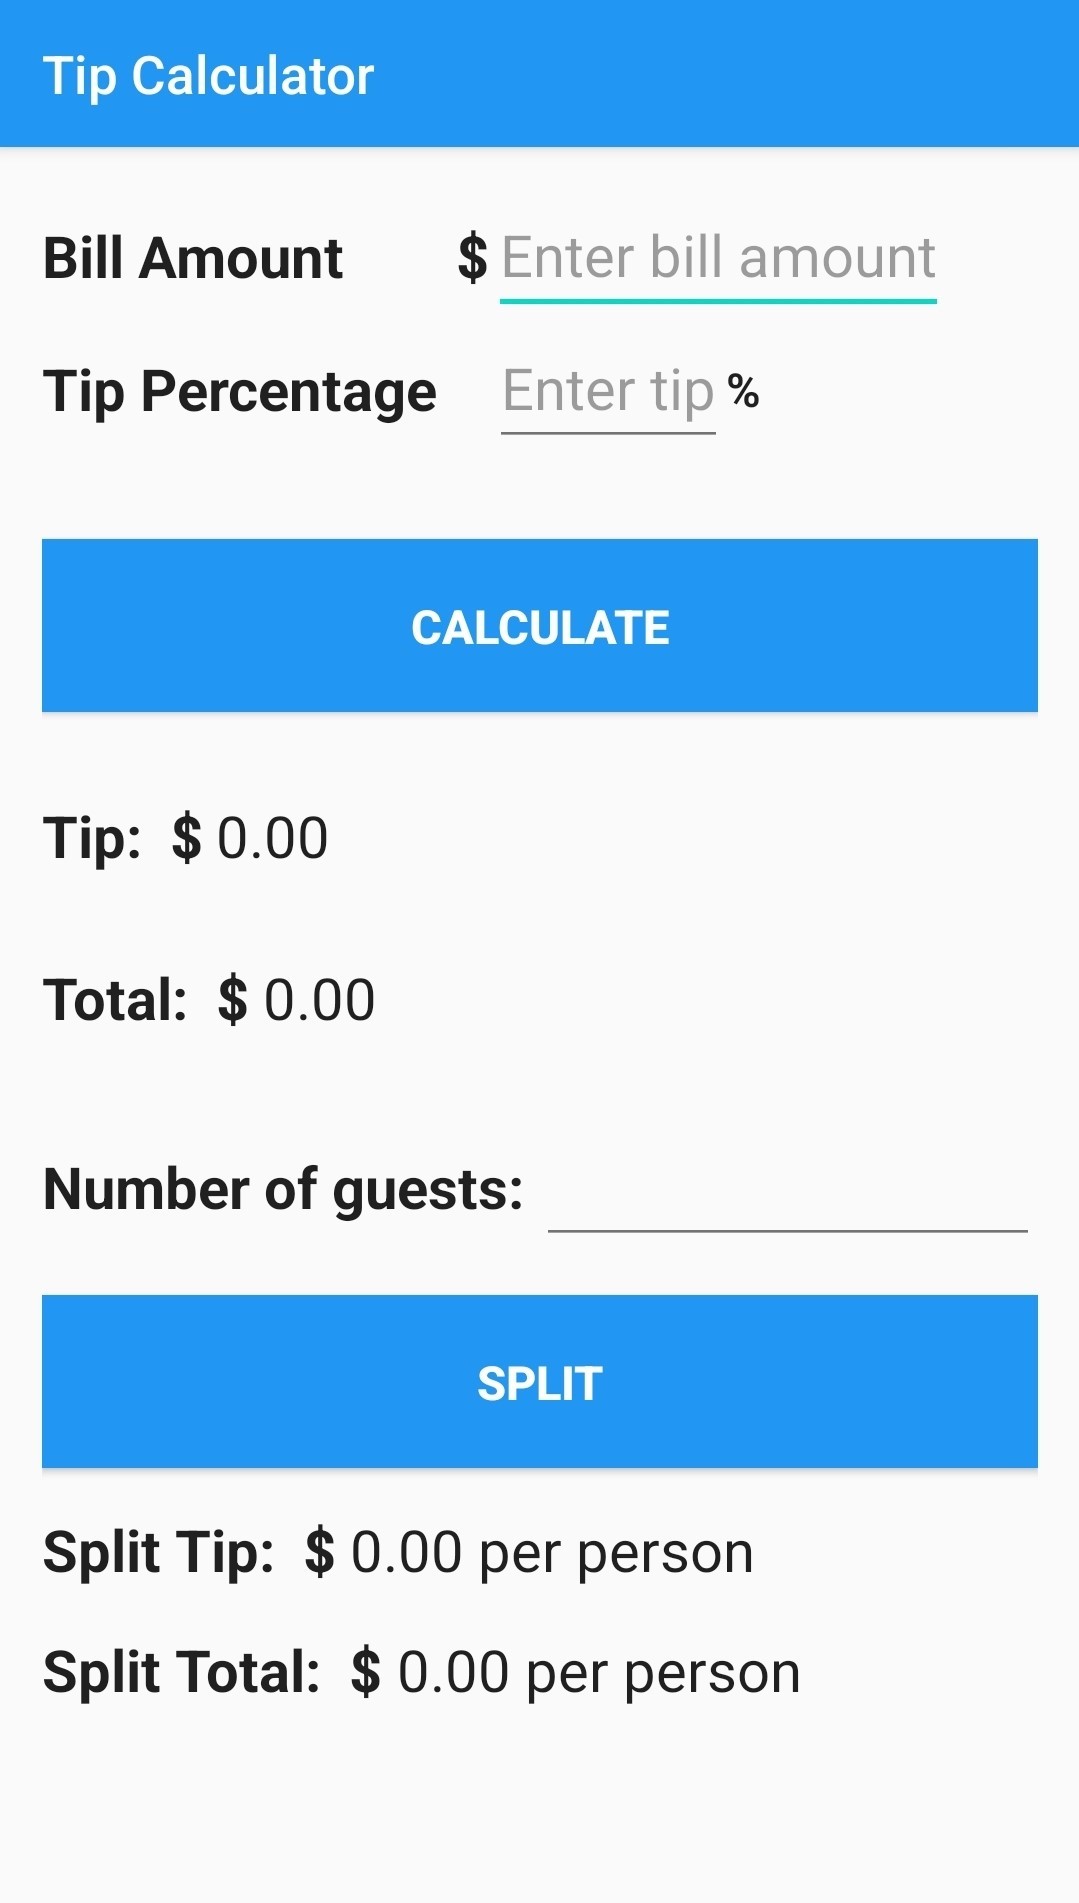 Tip Calculator
Bill Amount $ Enter bill amount
Tip Percentage Enter tip %
CALCULATE
Tip: $ 0.00
Total: $ 0.00
Number of guests:
SPLIT
Split Tip: $ 0.00 per person
Split Total: $ 0.00 per person